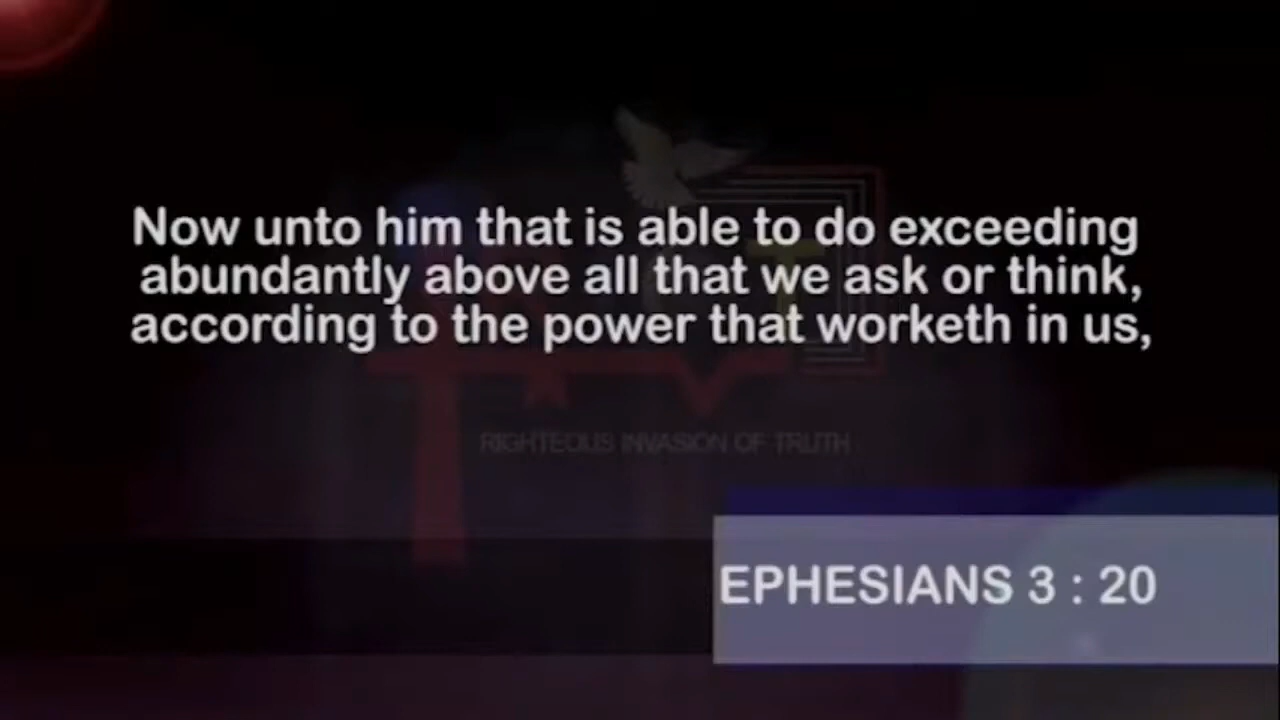 Now unto him that is able to do exceeding
abundantly above all that we ask or think,
according to the power that worketh in us,
RIGHTEOUS INVASION OF TRUTH
EPHESIANS 3 : 20